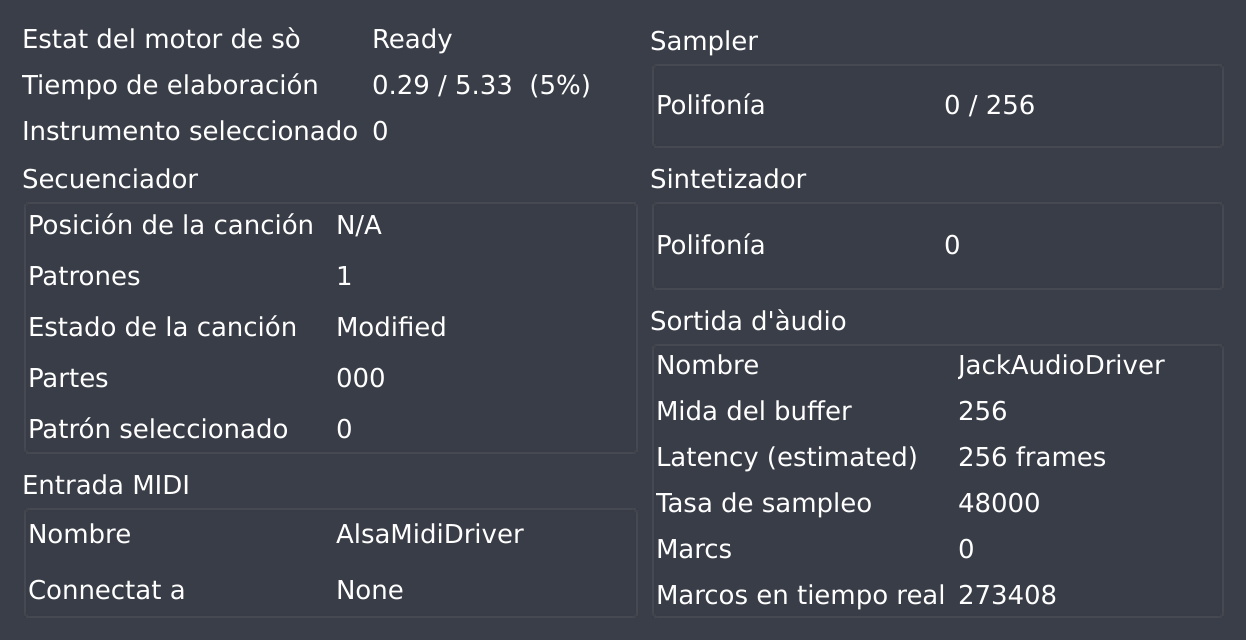 Estat del motor de sò Ready
Tiempo de elaboración 0.29 / 5.33 (5%)
Instrumento seleccionado 0
Secuenciador
Posición de la canción N/A
Patrones 1
Estado de la canción Modified
Partes 000
Patrón seleccionado 0
Entrada MIDI
Nombre AlsaMidiDriver
Connectat a None
Sampler
Polifonía 0 / 256
Sintetizador
Polifonía 0
Sortida d'àudio
Nombre JackAudioDriver
Mida del buffer 256
Latency (estimated) 256 frames
Tasa de sampleo 48000
Marcs 0
Marcos en tiempo real 273408